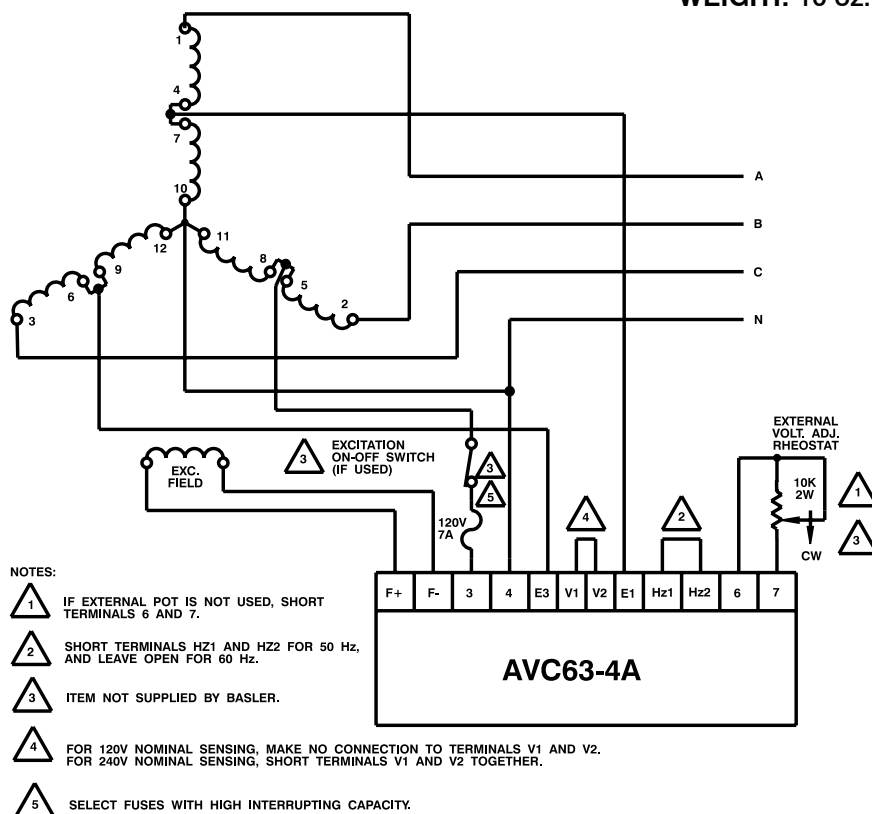 WEIGHT: 16 oz.
1
4
7
10
A
B
C
N
12
11
9
8
6
5
3
2
3
EXCITATION
ON-OFF SWITCH
(IF USED)
3
5
EXC.
FIELD
120V
7A
4
2
EXTERNAL
VOLT. ADJ.
RHEOSTAT
10K
2W
1
3
CW
F+ F- 3 4 E3 V1 V2 E1 Hz1 Hz2 6 7
AVC63-4A
NOTES:
1 IF EXTERNAL POT IS NOT USED, SHORT
TERMINALS 6 AND 7.
2 SHORT TERMINALS HZ1 AND HZ2 FOR 50 Hz,
AND LEAVE OPEN FOR 60 Hz.
3 ITEM NOT SUPPLIED BY BASLER.
4 FOR 120V NOMINAL SENSING, MAKE NO CONNECTION TO TERMINALS V1 AND V2.
FOR 240V NOMINAL SENSING, SHORT TERMINALS V1 AND V2 TOGETHER.
5 SELECT FUSES WITH HIGH INTERRUPTING CAPACITY.